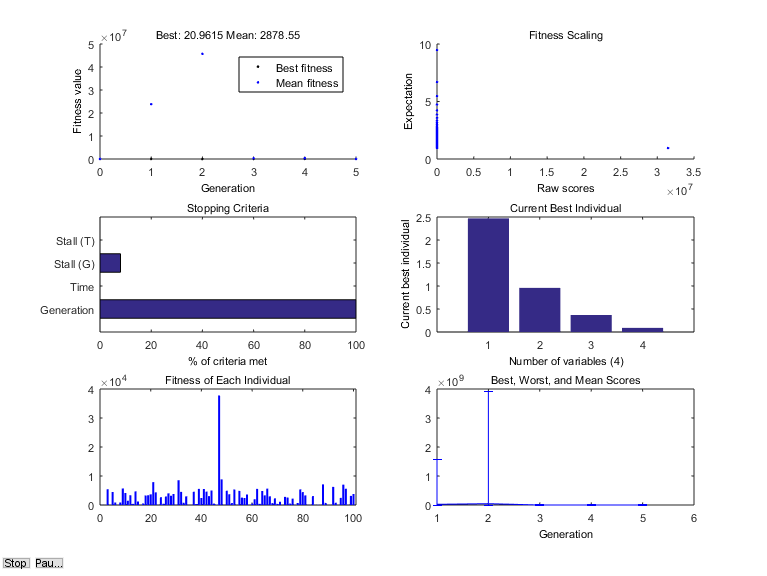 Best: 20.9615 Mean: 2878.55
×10^7
5
4
3
2
1
0
Fitness value
Best fitness
Mean fitness
0 1 2 3 4 5
Generation
Fitness Scaling
10
5
0
Expectation
0 0.5 1 1.5 2 2.5 3 3.5
Raw scores
×10^7
Stopping Criteria
Stall (T)
Stall (G)
Time
Generation
0 20 40 60 80 100
% of criteria met
Current Best Individual
2.5
2
1.5
1
0.5
0
Current best individual
1 2 3 4
Number of variables (4)
Fitness of Each Individual
×10^4
4
3
2
1
0
0 20 40 60 80 100
Best, Worst, and Mean Scores
×10^9
4
3
2
1
0
1 2 3 4 5 6
Generation
Stop Pau...